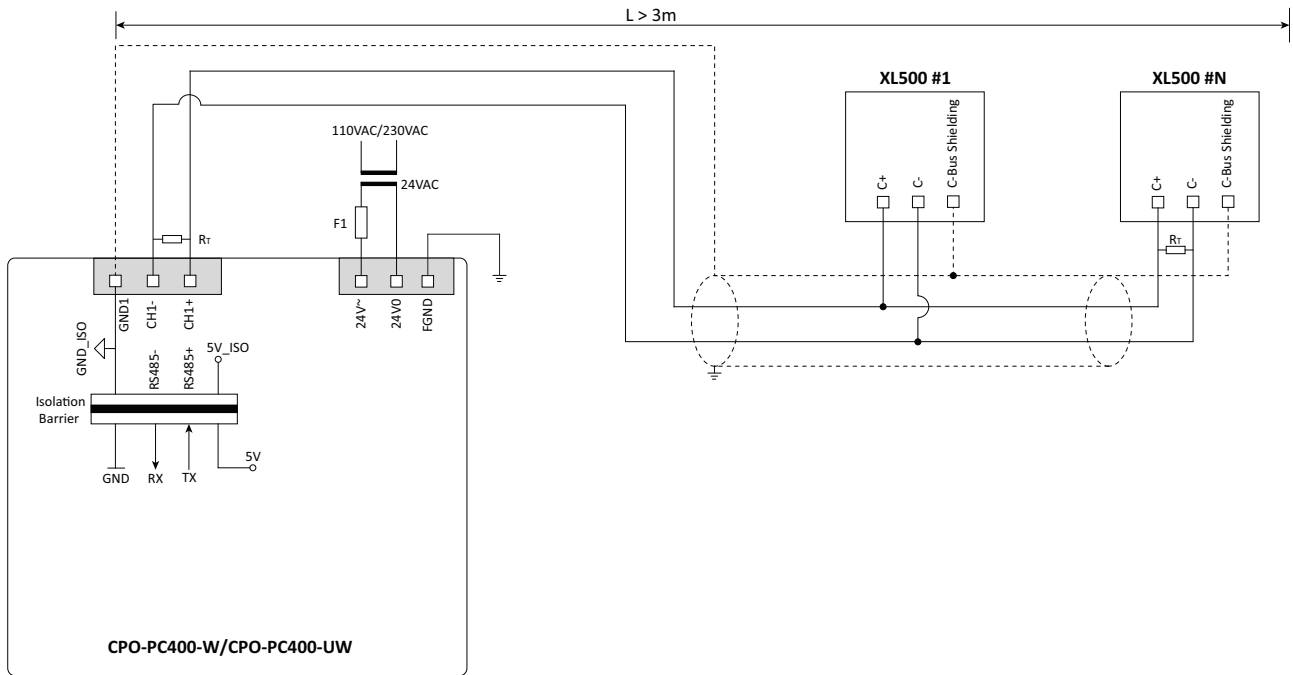 L > 3m
XL500 #1
XL500 #N
C+
C-
C-Bus Shielding
C+
C-
C-Bus Shielding
RT
110VAC/230VAC
24VAC
F1
RT
GND1
CH1-
CH1+
24V~
24V0
FGND
GND_ISO
RS485-
RS485+
5V_ISO
Isolation
Barrier
5V
GND
RX
TX
CPO-PC400-W/CPO-PC400-UW